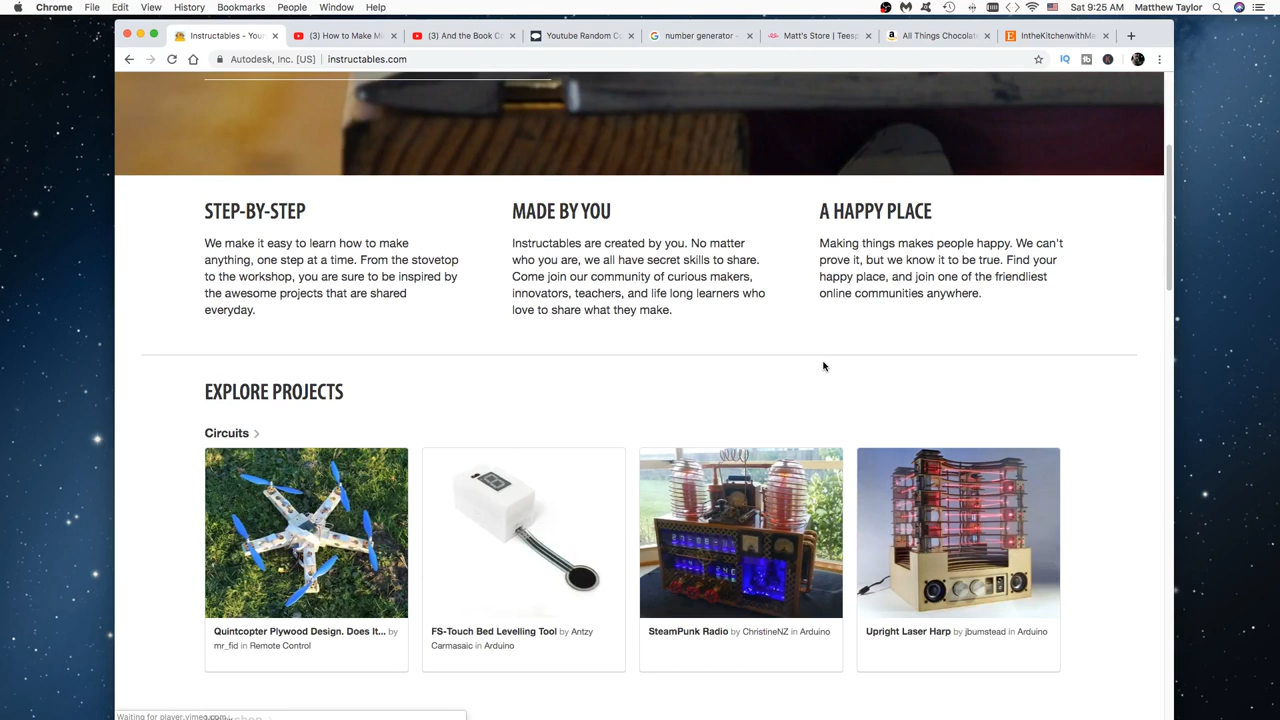 Chrome File Edit View History Bookmarks People Window Help Sat 9:25 AM Matthew Taylor
Instructables - Your
(3) How to Make Mi
(3) And the Book Co
Youtube Random Co
number generator -
Matt's Store | Teesp
All Things Chocolat
IntheKitchenwithMa
Autodesk, Inc. [US] instructables.com
STEP-BY-STEP
We make it easy to learn how to make
anything, one step at a time. From the stovetop
to the workshop, you are sure to be inspired by
the awesome projects that are shared
everyday.
MADE BY YOU
Instructables are created by you. No matter
who you are, we all have secret skills to share.
Come join our community of curious makers,
innovators, teachers, and life long learners who
love to share what they make.
A HAPPY PLACE
Making things makes people happy. We can't
prove it, but we know it to be true. Find your
happy place, and join one of the friendliest
online communities anywhere.
EXPLORE PROJECTS
Circuits
Quintcopter Plywood Design. Does It... by
mr_fid in Remote Control
FS-Touch Bed Levelling Tool by Antzy
Carmasaic in Arduino
SteamPunk Radio by ChristineNZ in Arduino
Upright Laser Harp by jbumstead in Arduino
Waiting for player.vimeo.com...